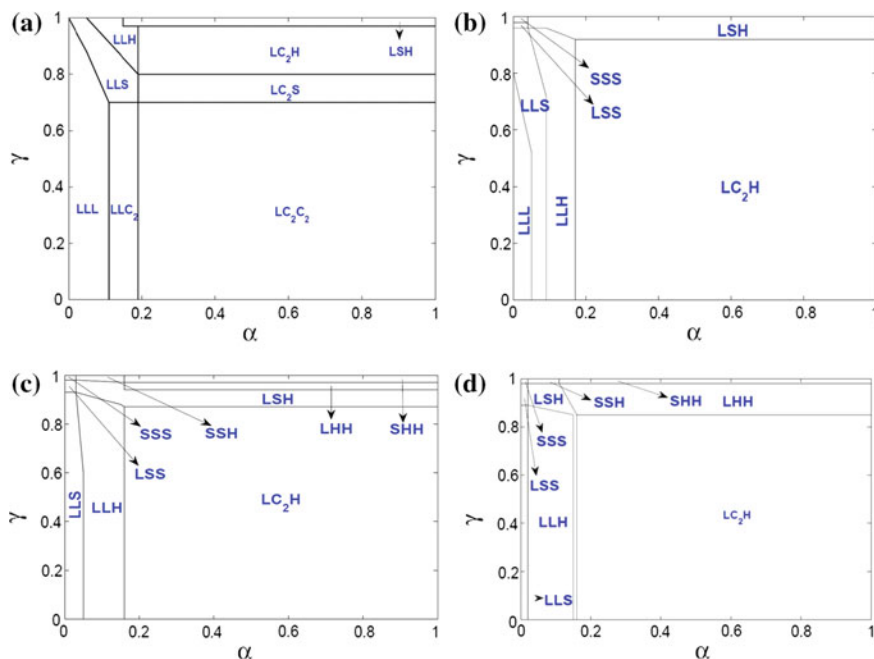 (a)
1
0.8
0.6
0.4
0.2
0
γ
LLH
LC₂H
LSH
LLS
LC₂S
LLL
LLC₂
LC₂C₂
0 0.2 0.4 0.6 0.8 1
α
(b)
1
0.8
0.6
0.4
0.2
0
γ
LSH
SSS
LLS
LSS
LLL
LLH
LC₂H
0 0.2 0.4 0.6 0.8 1
α
(c)
1
0.8
0.6
0.4
0.2
0
γ
LSH
SSS
SSH
LHH
SHH
LSS
LLS
LLH
LC₂H
0 0.2 0.4 0.6 0.8 1
α
(d)
1
0.8
0.6
0.4
0.2
0
γ
LSH
SSH
SHH
LHH
SSS
LSS
LLH
LC₂H
LLS
0 0.2 0.4 0.6 0.8 1
α